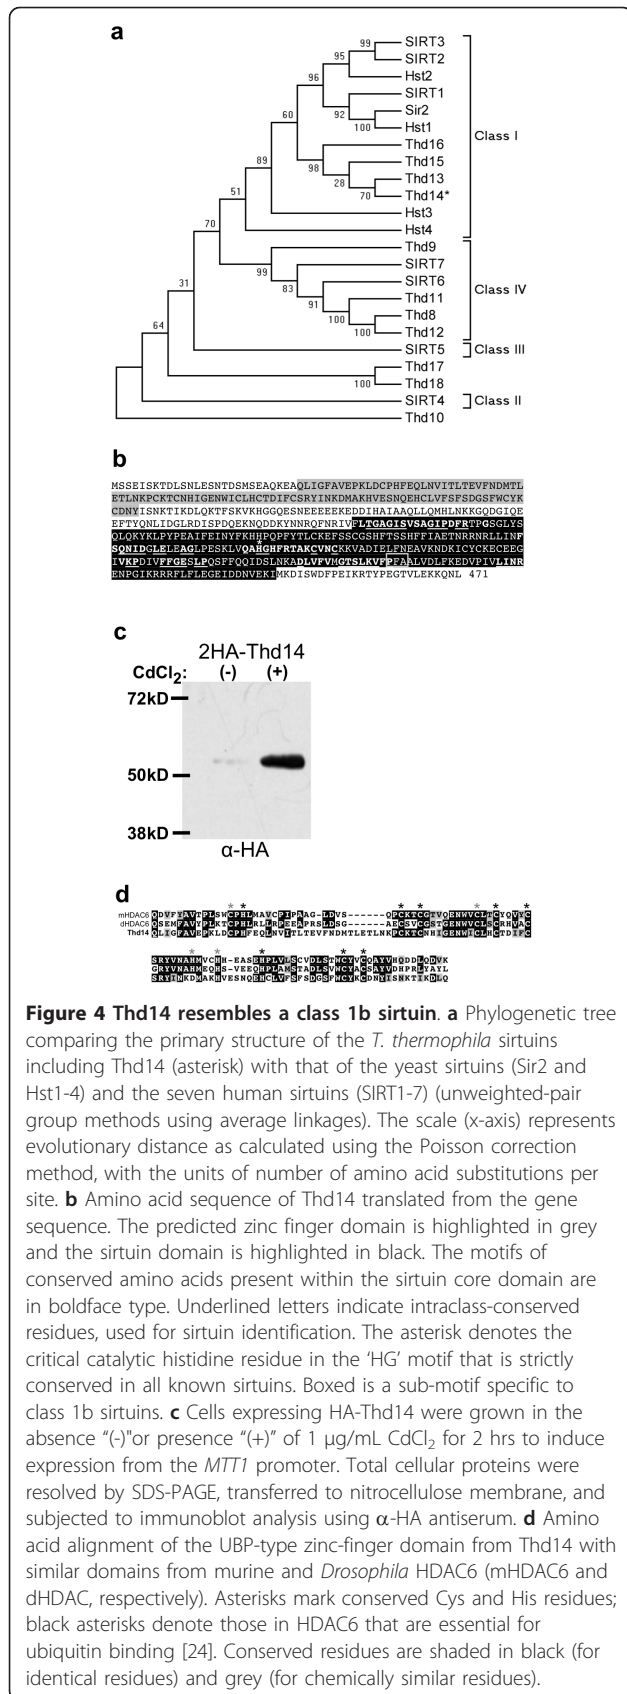 a
SIRT3
SIRT2
Hst2
SIRT1
Sir2
Hst1
Thd16
Thd15
Thd13
Thd14*
Hst3
Hst4
Thd9
SIRT7
SIRT6
Thd11
Thd8
Thd12
SIRT5
Thd17
Thd18
SIRT4
Thd10
99
95
96
92
100
60
98
28
70
89
51
70
99
83
91
100
100
31
64
100
Class I
Class IV
Class III
Class II
b
MSSEISKTDLSNLESNTDSMSEAQKEAQLIGFAVEPKLDCPHFEQLNVITLTEVFNDMTL
ETLNKPCKTCNHIGENWICLHCTDIFCSRYINKDMAKHVESNQEHCLVFSFSDGSFWCYK
CDNYISNKTIKDLQKTFSKVKHGGQESNEEEEKEDDIHAIAAQLLQMHLNKKGQDGIQE
EFTYQNLIDGLRDISPDQEKNQDDKYNNRQFNRIVFLTGAGISVSAGIPDFRTPGSGLYS
QLQKYKLPYPEAIFEINYFKHHPQPFYTLCKEFSSCGSHFTSSHFFIAETNRRNRLLINF
SQNIDGLELEAGLPESKLVQAHGHFRTAKCVNCKKVADIELFNEAVKNDKICYCKECEEG
IVKPDIVFFGESLPQSFFQQIDSLNKADLVFVMGTSLKVFPFAALVDLFKEDVPIVLINR
ENPGIKRRRFLFLEGEIDDNVEKIMKDISWDFPEIKRTYPEGTVLEKKQNL 471
c
2HA-Thd14
CdCl2: (-) (+)
72kD
50kD
38kD
α-HA
d
mHDAC6
dHDAC6
Thd14
Figure 4 Thd14 resembles a class 1b sirtuin. a Phylogenetic tree
comparing the primary structure of the T. thermophila sirtuins
including Thd14 (asterisk) with that of the yeast sirtuins (Sir2 and
Hst1-4) and the seven human sirtuins (SIRT1-7) (unweighted-pair
group methods using average linkages). The scale (x-axis) represents
evolutionary distance as calculated using the Poisson correction
method, with the units of number of amino acid substitutions per
site. b Amino acid sequence of Thd14 translated from the gene
sequence. The predicted zinc finger domain is highlighted in grey
and the sirtuin domain is highlighted in black. The motifs of
conserved amino acids present within the sirtuin core domain are
in boldface type. Underlined letters indicate intraclass-conserved
residues, used for sirtuin identification. The asterisk denotes the
critical catalytic histidine residue in the ‘HG’ motif that is strictly
conserved in all known sirtuins. Boxed is a sub-motif specific to
class 1b sirtuins. c Cells expressing HA-Thd14 were grown in the
absence “(-)"or presence “(+)” of 1 μg/mL CdCl2 for 2 hrs to induce
expression from the MTT1 promoter. Total cellular proteins were
resolved by SDS-PAGE, transferred to nitrocellulose membrane, and
subjected to immunoblot analysis using α-HA antiserum. d Amino
acid alignment of the UBP-type zinc-finger domain from Thd14 with
similar domains from murine and Drosophila HDAC6 (mHDAC6 and
dHDAC, respectively). Asterisks mark conserved Cys and His residues;
black asterisks denote those in HDAC6 that are essential for
ubiquitin binding [24]. Conserved residues are shaded in black (for
identical residues) and grey (for chemically similar residues).